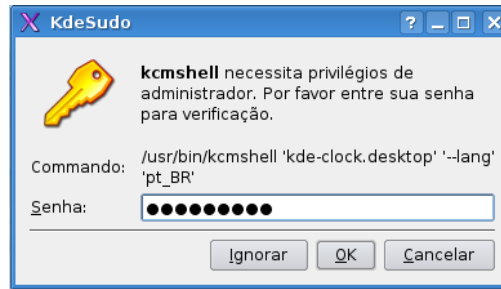 KdeSudo
kcmshell necessita privilégios de
administrador. Por favor entre sua senha
para verificação.
Commando: /usr/bin/kcmshell 'kde-clock.desktop' '--lang'
'pt_BR'
Senha: ●●●●●●●●●
Ignorar OK Cancelar